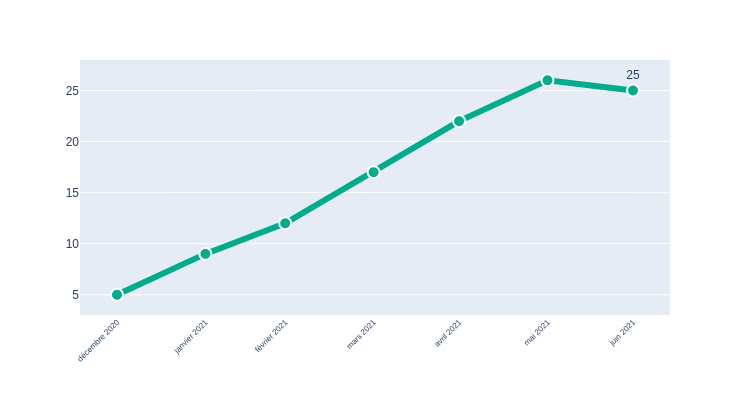 25
25
20
15
10
5
décembre 2020
janvier 2021
février 2021
mars 2021
avril 2021
mai 2021
juin 2021